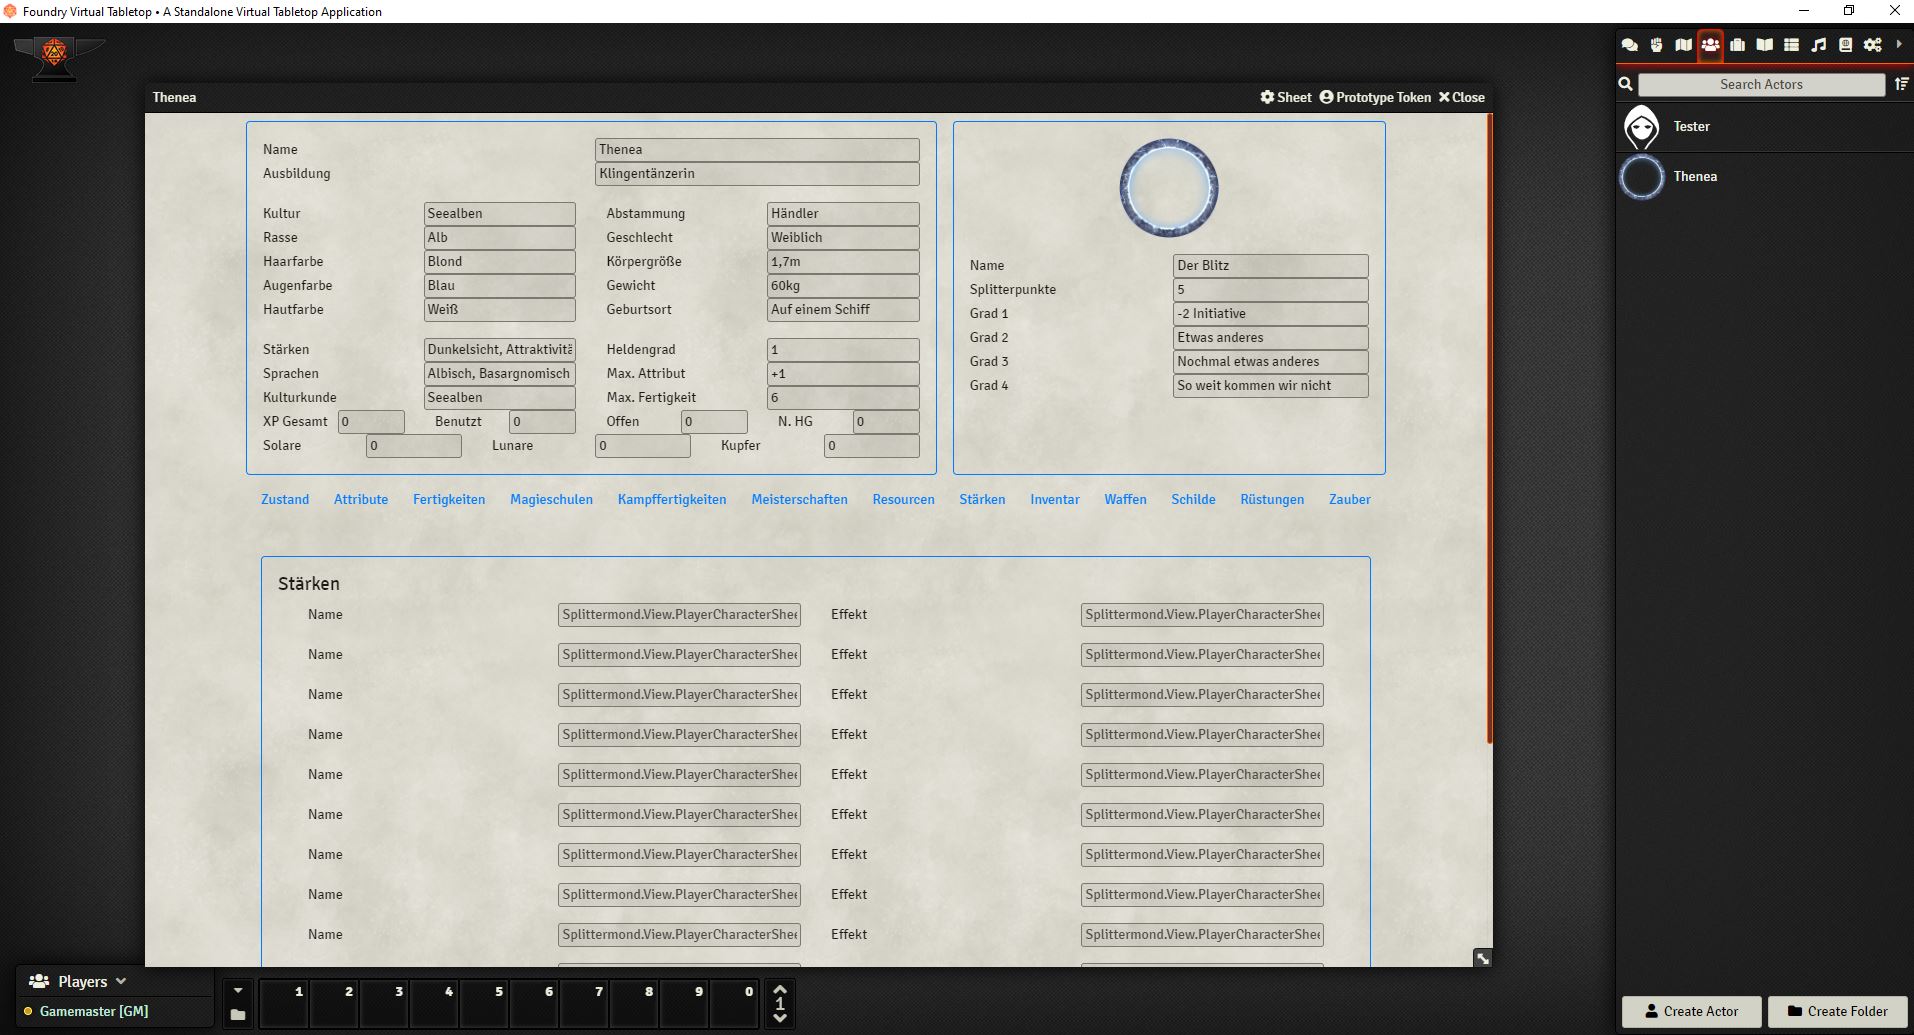 Foundry Virtual Tabletop • A Standalone Virtual Tabletop Application
Thenea
Sheet Prototype Token Close
Name Thenea
Ausbildung Klingentänzerin
Kultur Seealben Abstammung Händler
Rasse Alb Geschlecht Weiblich
Haarfarbe Blond Körpergröße 1,7m
Augenfarbe Blau Gewicht 60kg
Hautfarbe Weiß Geburtsort Auf einem Schiff
Stärken Dunkelsicht, Attraktivitä Heldengrad 1
Sprachen Albisch, Basargnomisch Max. Attribut +1
Kulturkunde Seealben Max. Fertigkeit 6
XP Gesamt 0 Benutzt 0 Offen 0 N. HG 0
Solare 0 Lunare 0 Kupfer 0
Name Der Blitz
Splitterpunkte 5
Grad 1 -2 Initiative
Grad 2 Etwas anderes
Grad 3 Nochmal etwas anderes
Grad 4 So weit kommen wir nicht
Zustand Attribute Fertigkeiten Magieschulen Kampffertigkeiten Meisterschaften Resourcen Stärken Inventar Waffen Schilde Rüstungen Zauber
Stärken
Name Splittermond.View.PlayerCharacterShee Effekt Splittermond.View.PlayerCharacterShee
Name Splittermond.View.PlayerCharacterShee Effekt Splittermond.View.PlayerCharacterShee
Name Splittermond.View.PlayerCharacterShee Effekt Splittermond.View.PlayerCharacterShee
Name Splittermond.View.PlayerCharacterShee Effekt Splittermond.View.PlayerCharacterShee
Name Splittermond.View.PlayerCharacterShee Effekt Splittermond.View.PlayerCharacterShee
Name Splittermond.View.PlayerCharacterShee Effekt Splittermond.View.PlayerCharacterShee
Name Splittermond.View.PlayerCharacterShee Effekt Splittermond.View.PlayerCharacterShee
Name Splittermond.View.PlayerCharacterShee Effekt Splittermond.View.PlayerCharacterShee
Name Splittermond.View.PlayerCharacterShee Effekt Splittermond.View.PlayerCharacterShee
Search Actors
Tester
Thenea
Create Actor Create Folder
Players
Gamemaster [GM]
1 2 3 4 5 6 7 8 9 0
1